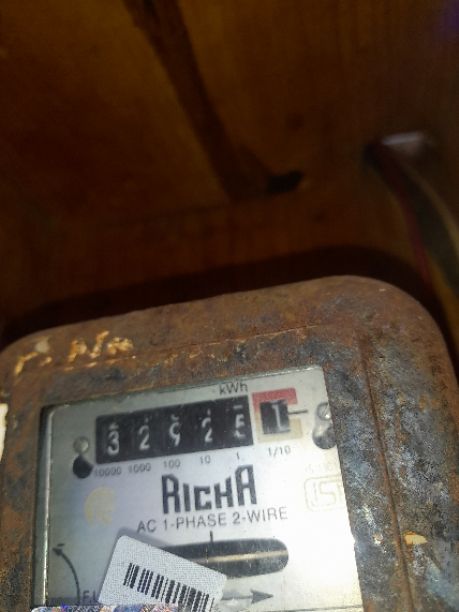 kWh
3 2 9 2 5 1
10000 1000 100 10 1 1/10
RICHA
AC 1-PHASE 2-WIRE
ISI